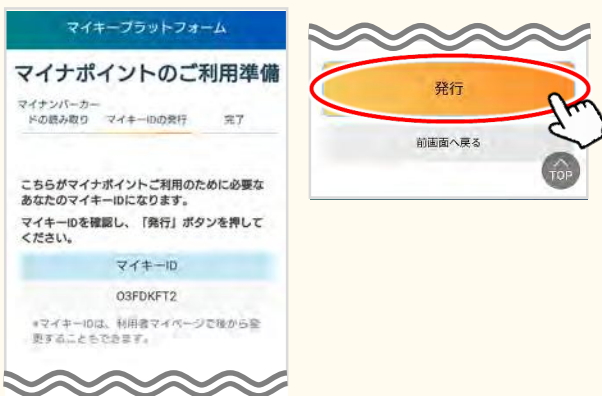 マイキープラットフォーム
マイナポイントのご利用準備
マイナンバーカー
ドの読み取り マイキーIDの発行 完了
こちらがマイナポイントご利用のために必要な
あなたのマイキーIDになります。
マイキーIDを確認し、「発行」ボタンを押して
ください。
マイキーID
O3FDKFT2
*マイキーIDは、利用者マイページで後から変
更することもできます。
発行
前画面へ戻る
TOP